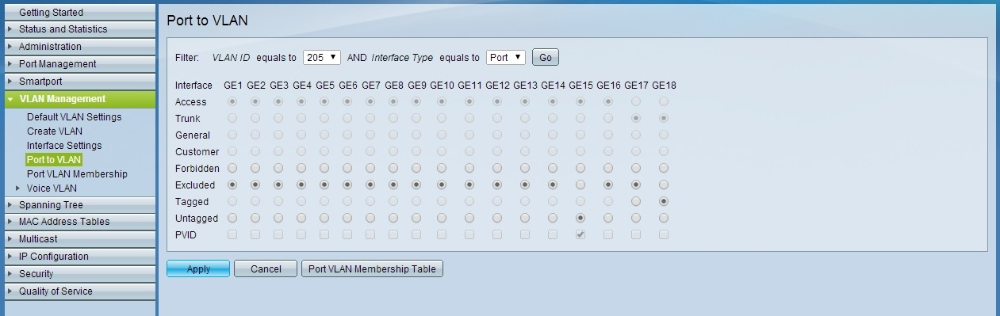 Getting Started
Status and Statistics
Administration
Port Management
Smartport
VLAN Management
Default VLAN Settings
Create VLAN
Interface Settings
Port to VLAN
Port VLAN Membership
Voice VLAN
Spanning Tree
MAC Address Tables
Multicast
IP Configuration
Security
Quality of Service
Port to VLAN
Filter: VLAN ID equals to 205 AND Interface Type equals to Port Go
Interface GE1 GE2 GE3 GE4 GE5 GE6 GE7 GE8 GE9 GE10 GE11 GE12 GE13 GE14 GE15 GE16 GE17 GE18
Access
Trunk
General
Customer
Forbidden
Excluded
Tagged
Untagged
PVID
Apply Cancel Port VLAN Membership Table